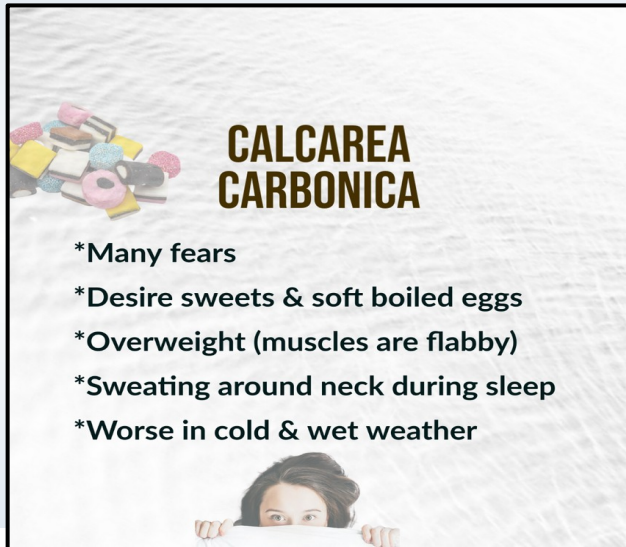 CALCAREA
CARBONICA
*Many fears
*Desire sweets & soft boiled eggs
*Overweight (muscles are flabby)
*Sweating around neck during sleep
*Worse in cold & wet weather